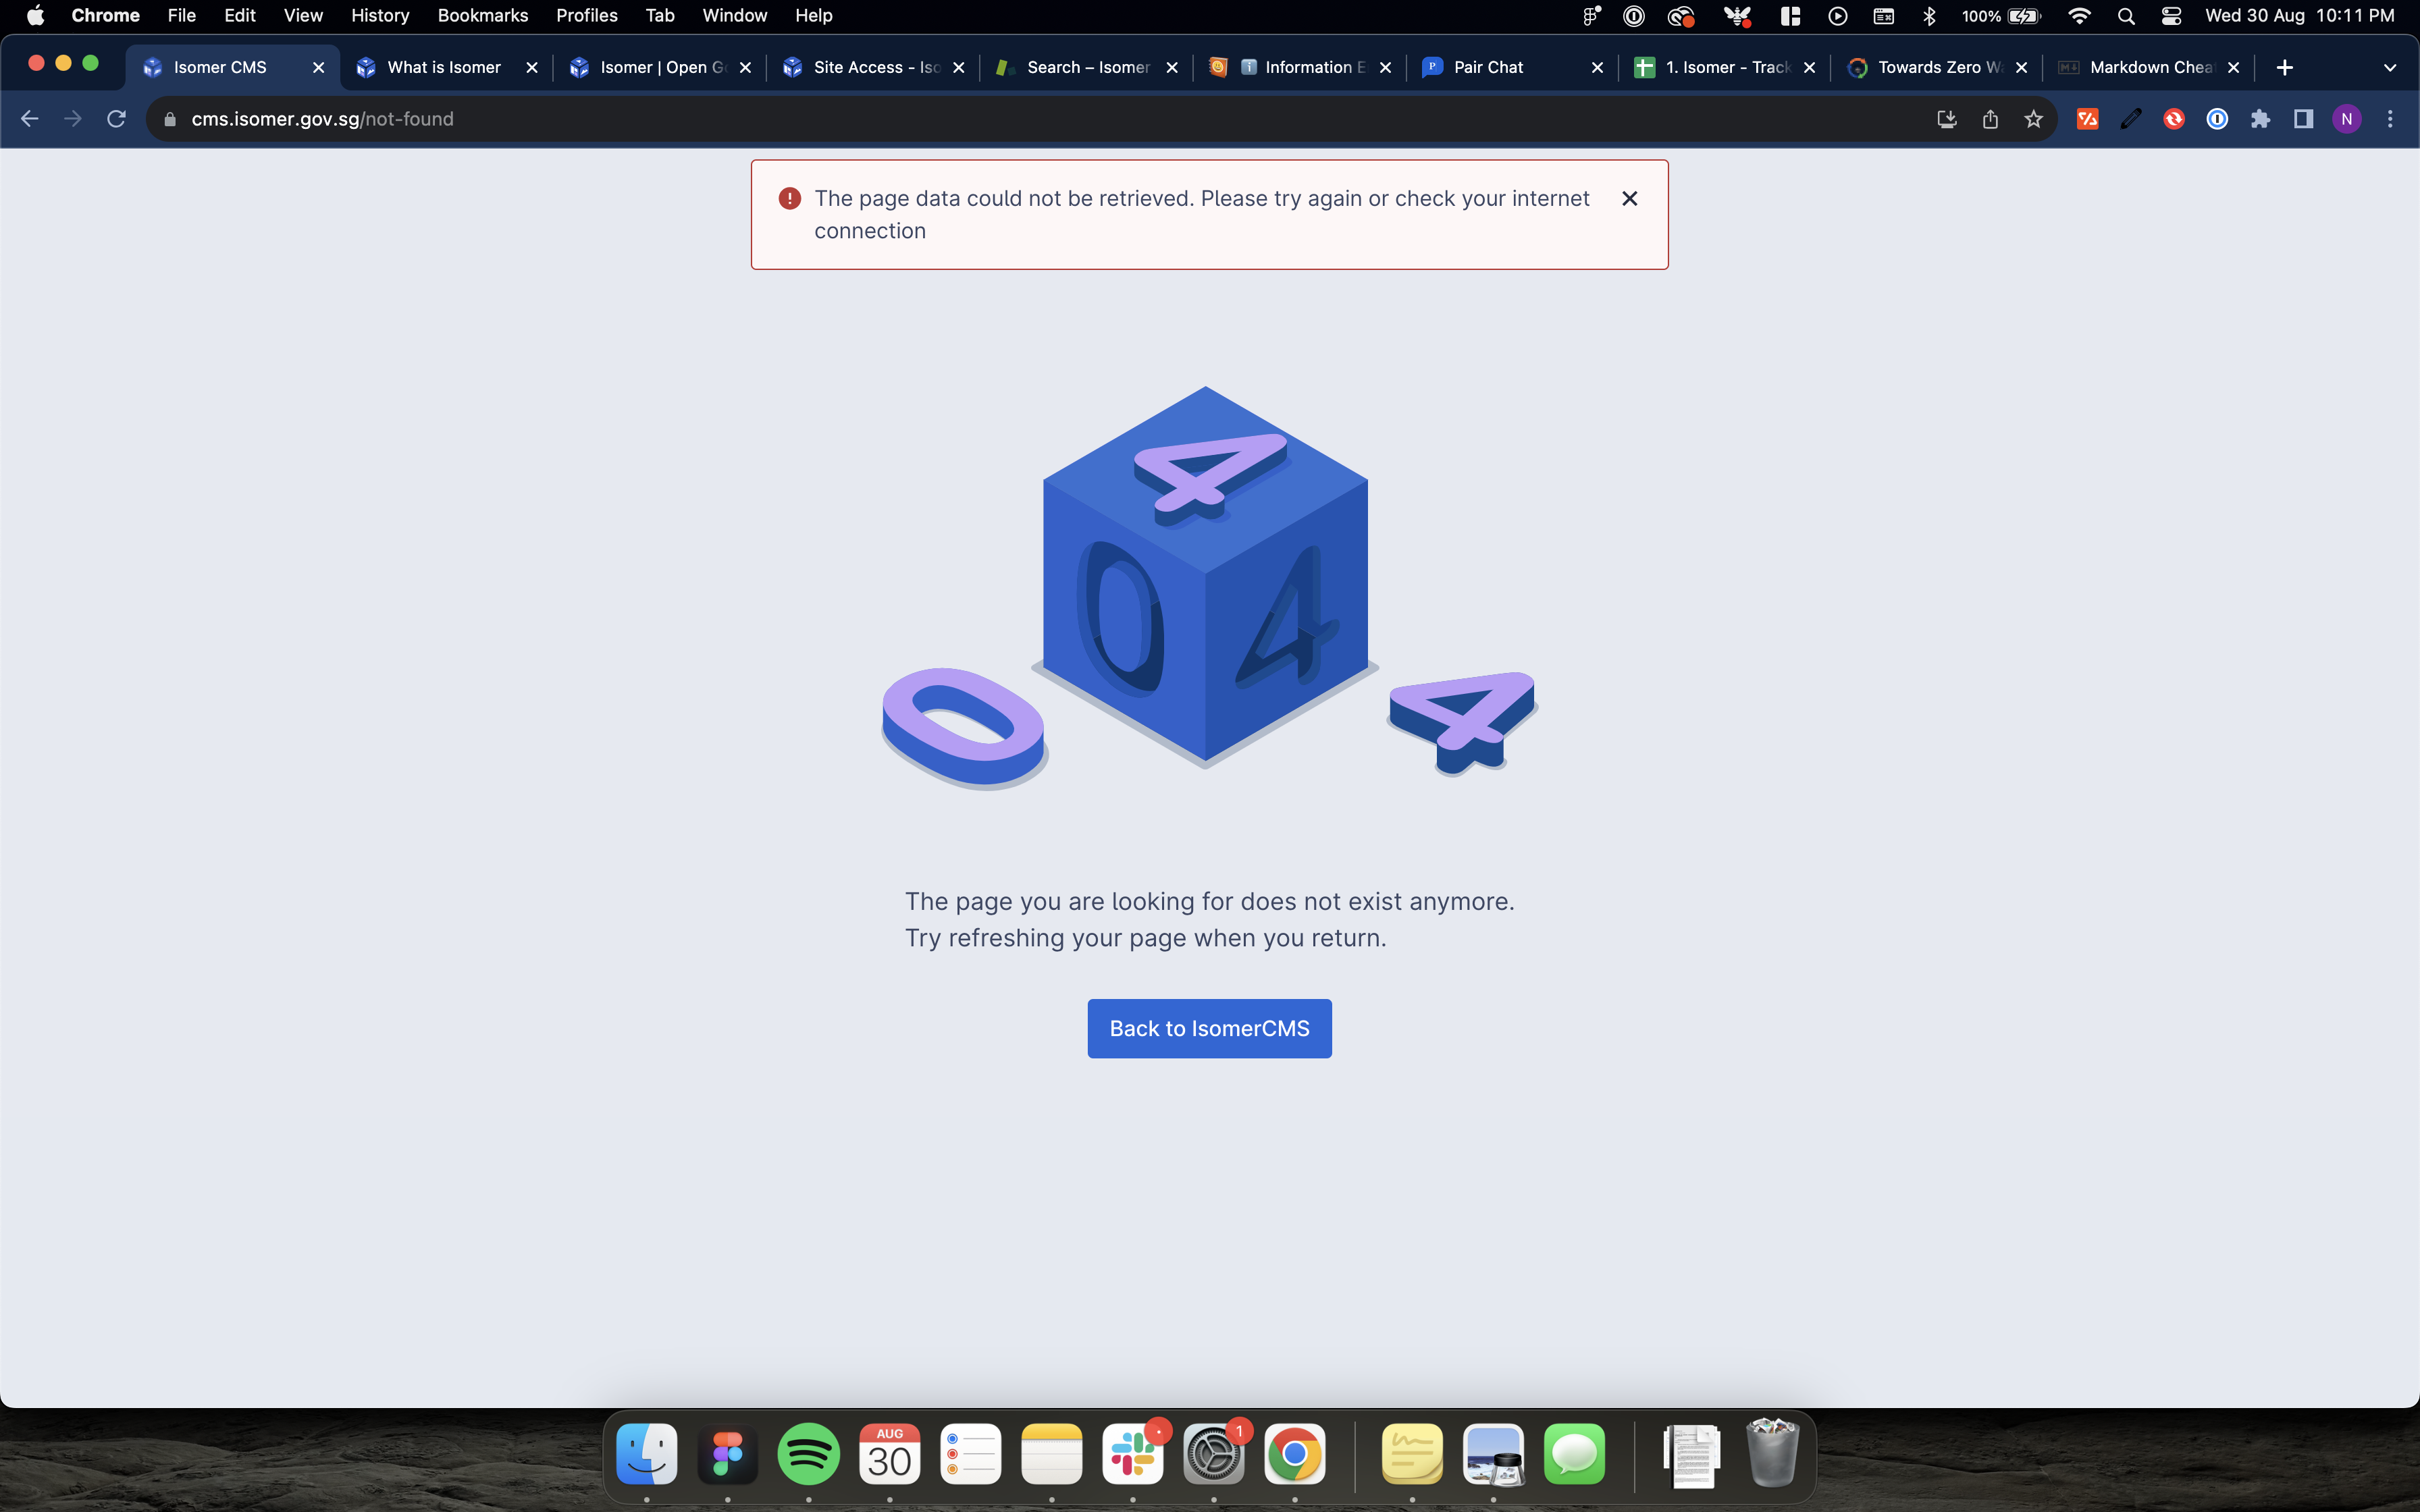 Chrome File Edit View History Bookmarks Profiles Tab Window Help 100% Wed 30 Aug 10:11 PM
Isomer CMS What is Isomer Isomer | Open G Site Access - Iso Search – Isomer Information E Pair Chat 1. Isomer - Track Towards Zero W Markdown Chea
cms.isomer.gov.sg/not-found N
The page data could not be retrieved. Please try again or check your internet
connection
4
0 4
0 4
The page you are looking for does not exist anymore.
Try refreshing your page when you return.
Back to IsomerCMS
AUG 1
30